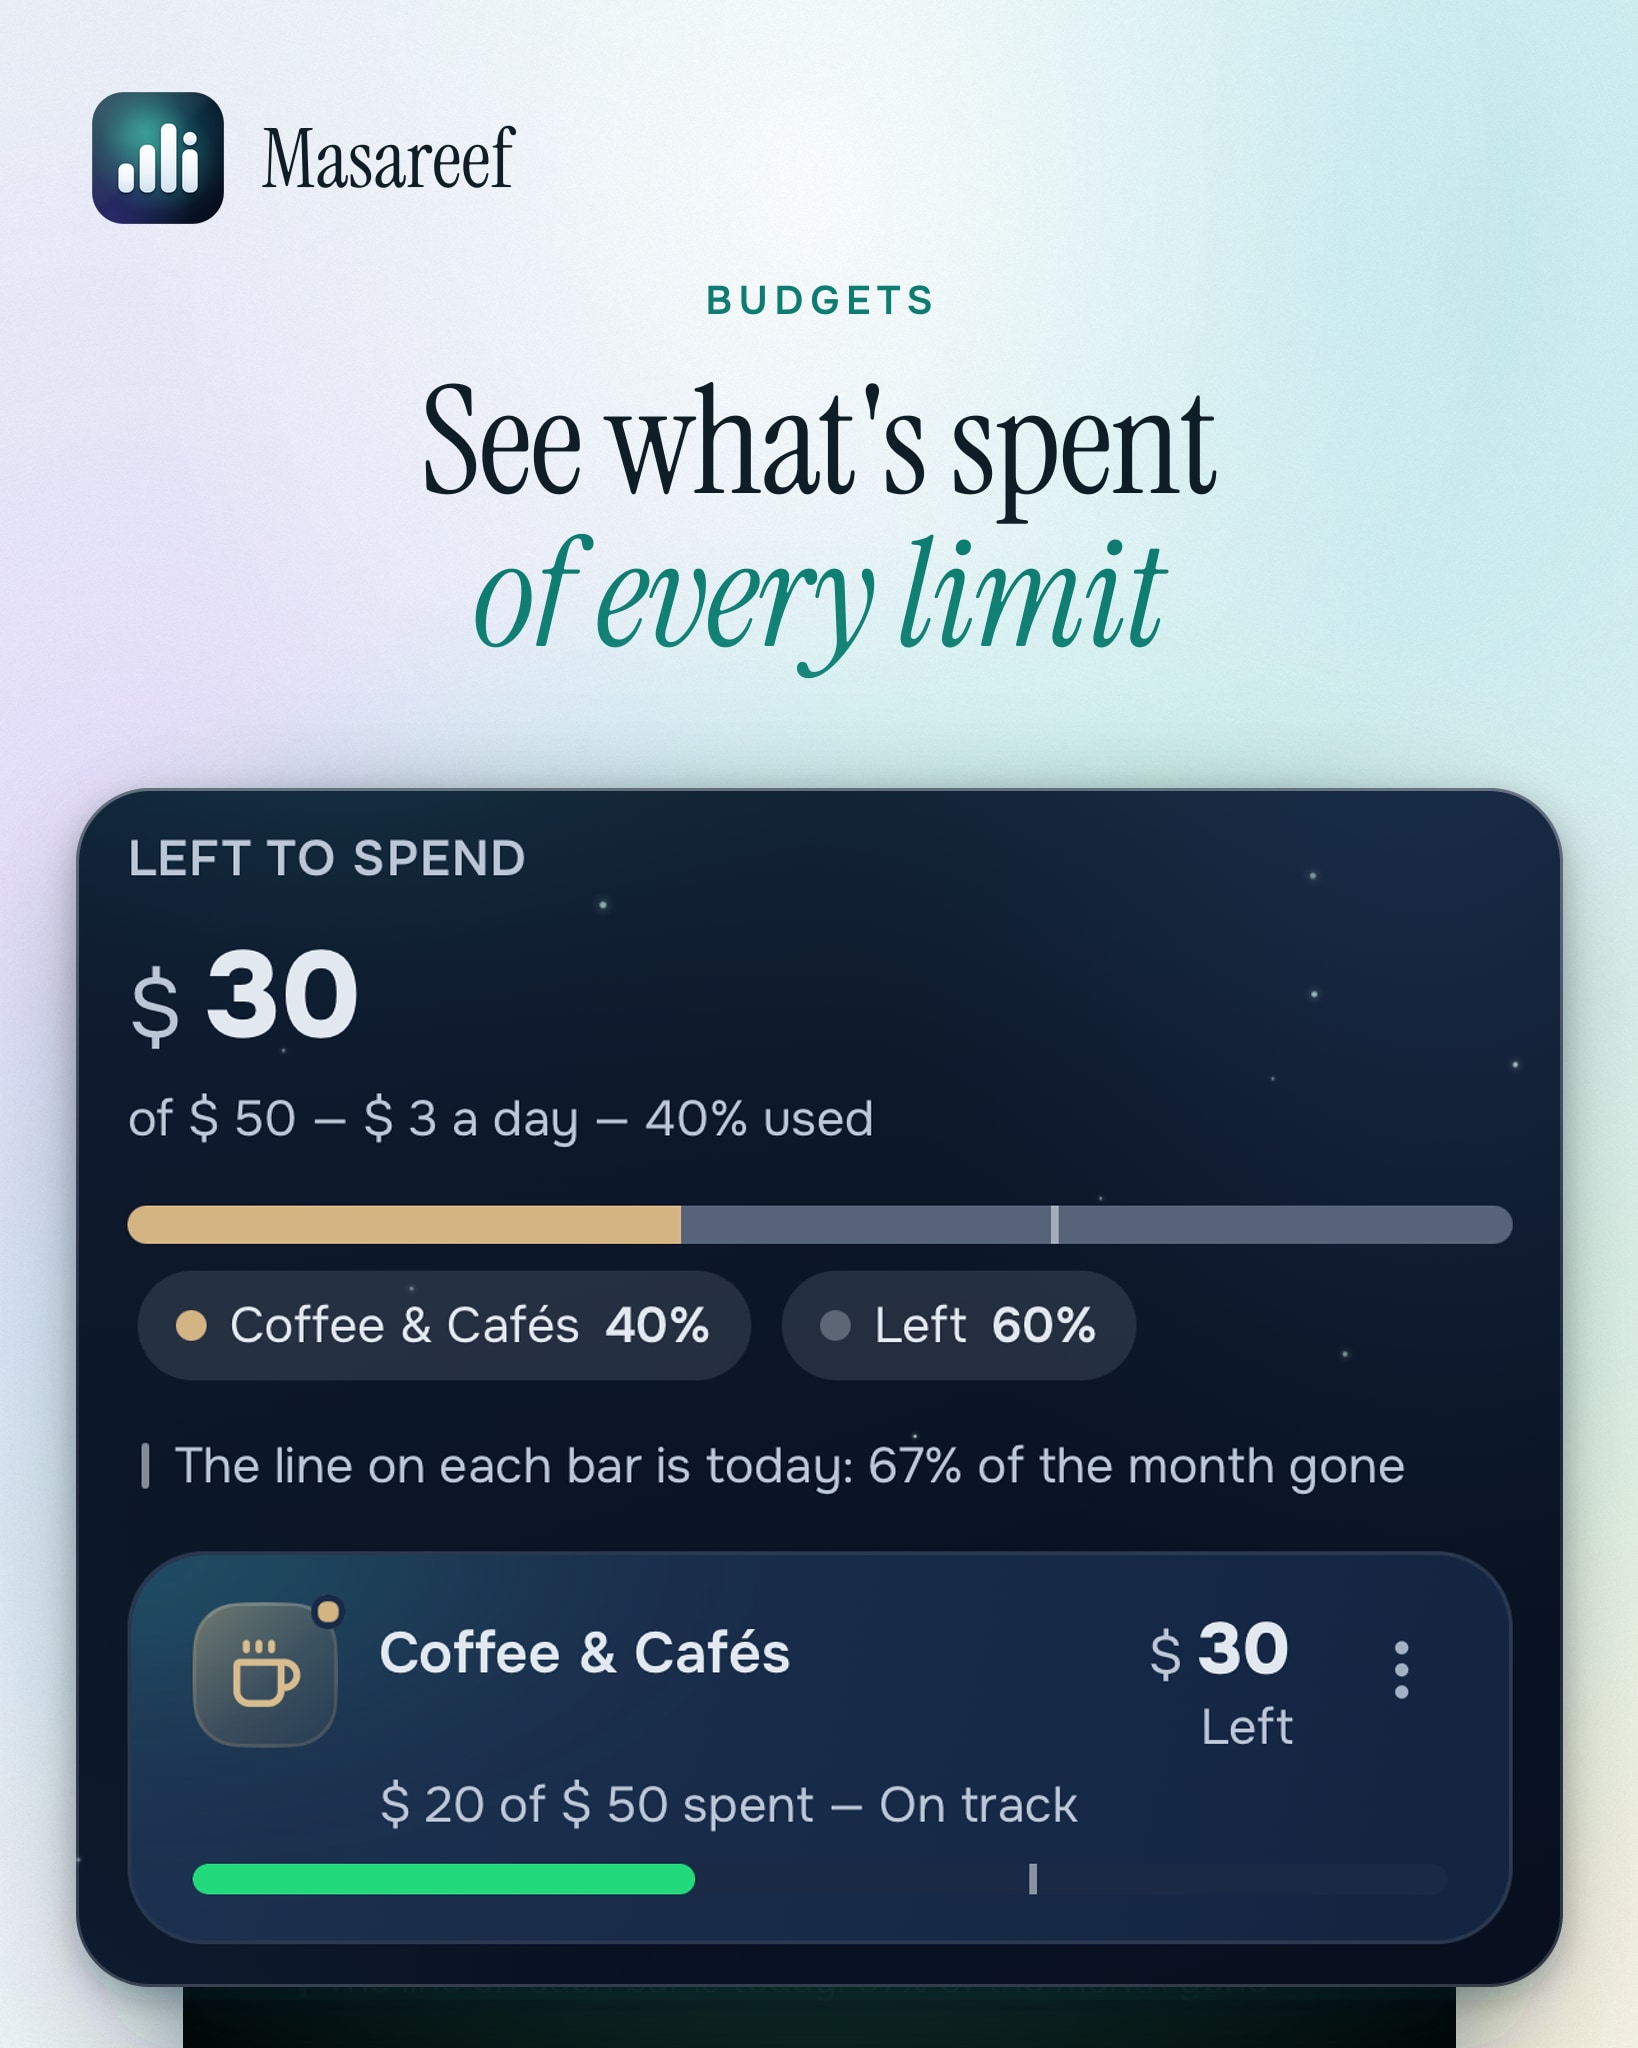 Masareef
BUDGETS
See what's spent
of every limit
LEFT TO SPEND
$ 30
of $ 50 — $ 3 a day — 40% used
Coffee & Cafés 40% Left 60%
The line on each bar is today: 67% of the month gone
Coffee & Cafés $ 30
Left
$ 20 of $ 50 spent — On track